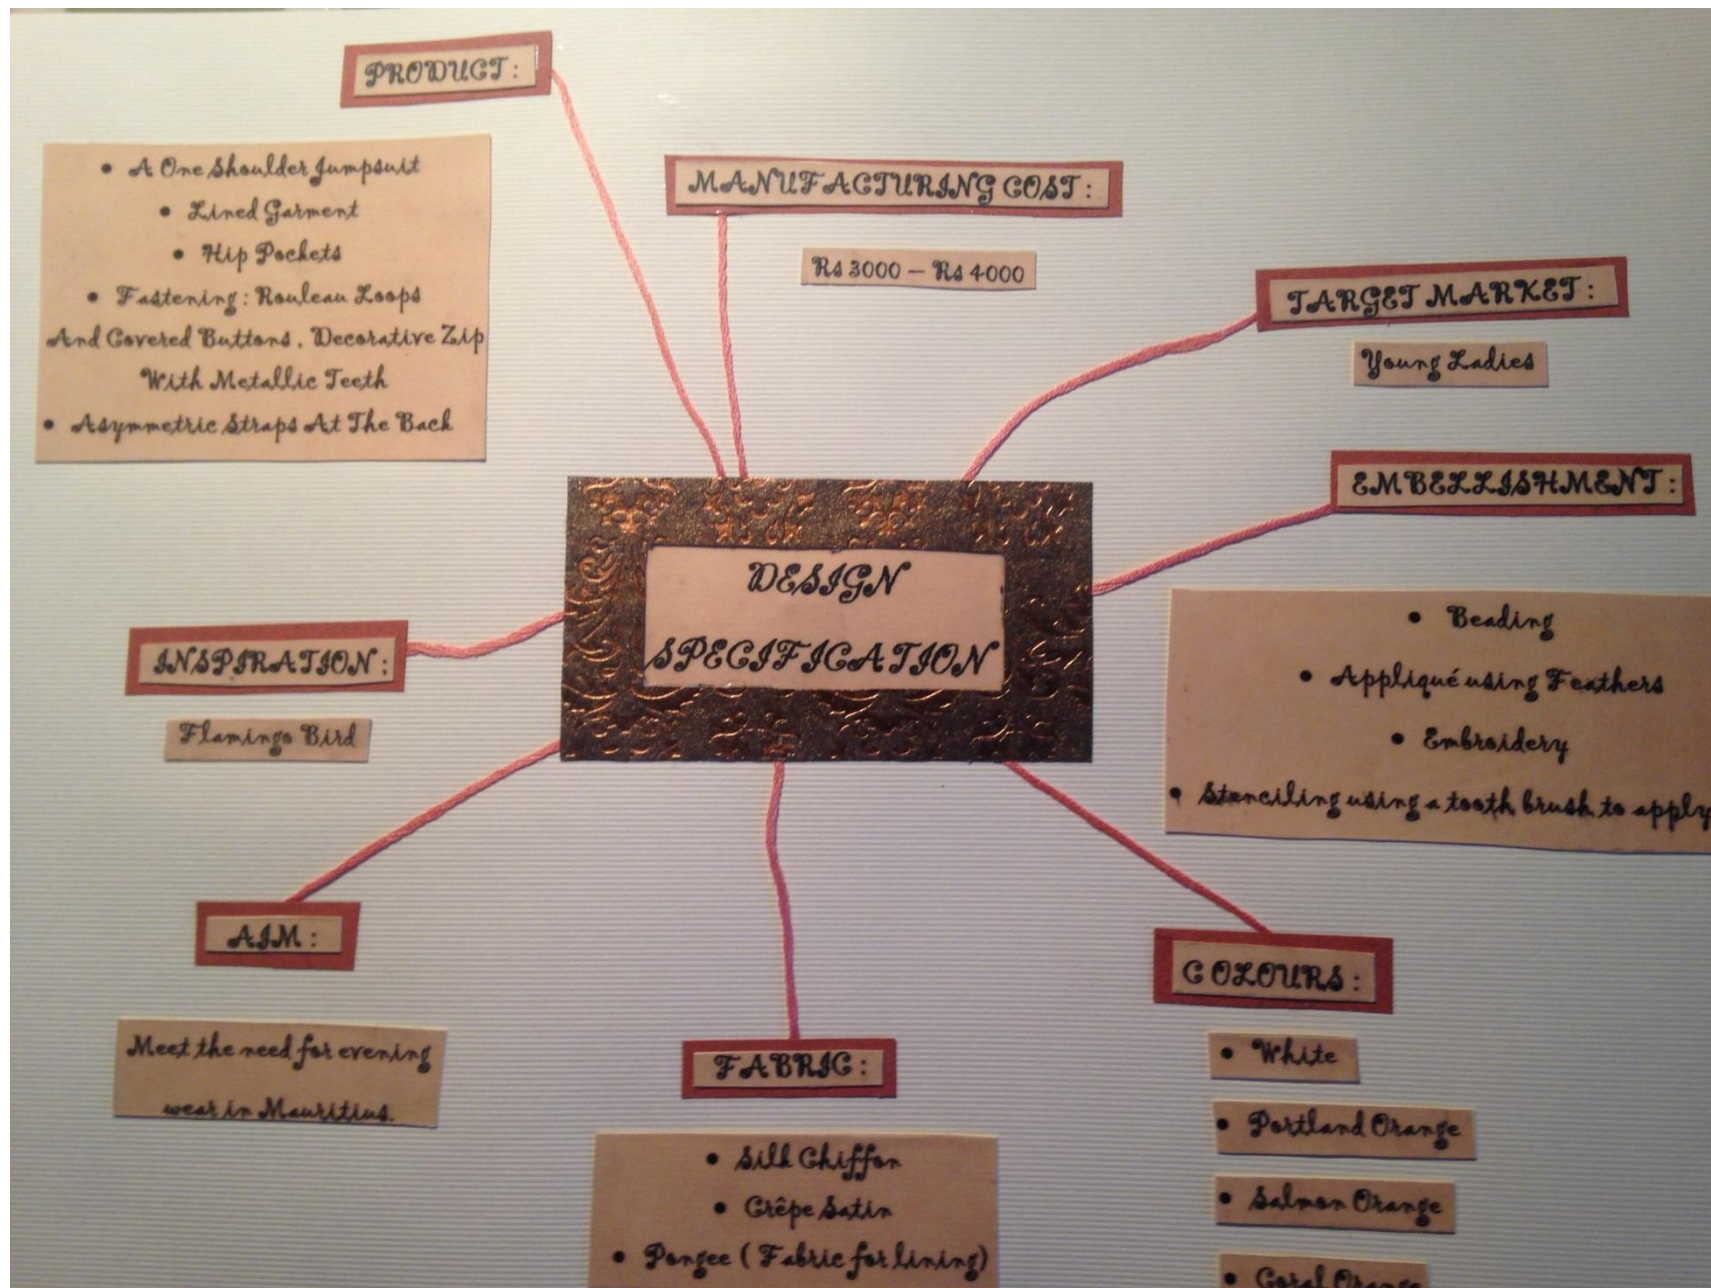 PRODUCT:
• A One Shoulder Jumpsuit
• Lined Garment
• Hip Pockets
• Fastening: Rouleau Loops
And Covered Buttons, Decorative Zip
With Metallic Teeth
• Asymmetric Straps At The Back
MANUFACTURING COST:
Rs 3000 – Rs 4000
TARGET MARKET:
Young Ladies
EMBELLISHMENT:
• Beading
• Appliqué using Feathers
• Embroidery
• Stenciling using a tooth brush to apply
DESIGN
SPECIFICATION
INSPIRATION:
Flamingo Bird
AIM:
Meet the need for evening
wear in Mauritius.
FABRIC:
• Silk Chiffon
• Crêpe Satin
• Pongee (Fabric for lining)
COLOURS:
• White
• Portland Orange
• Salmon Orange
• Coral Orange